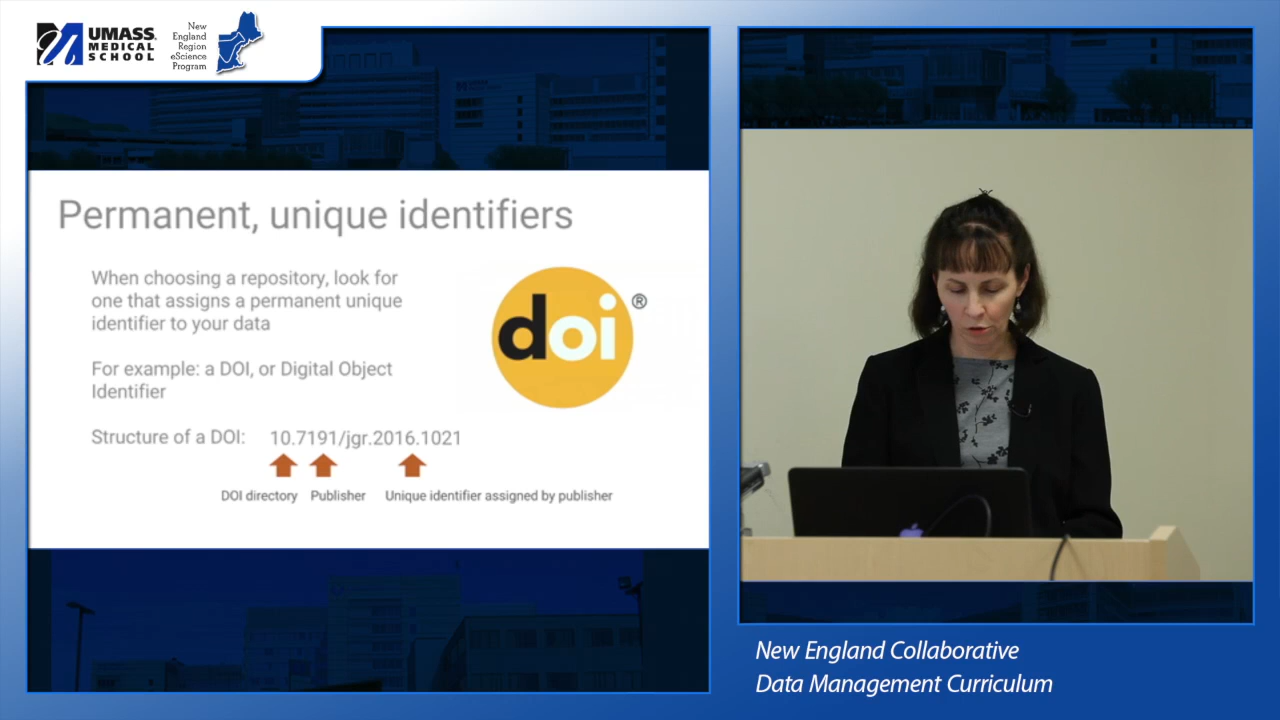 UMASS
MEDICAL
SCHOOL
New
England
Region
eScience
Program
Permanent, unique identifiers
When choosing a repository, look for
one that assigns a permanent unique
identifier to your data
For example: a DOI, or Digital Object
Identifier
Structure of a DOI: 10.7191/jgr.2016.1021
DOI directory Publisher Unique identifier assigned by publisher
doi®
New England Collaborative
Data Management Curriculum